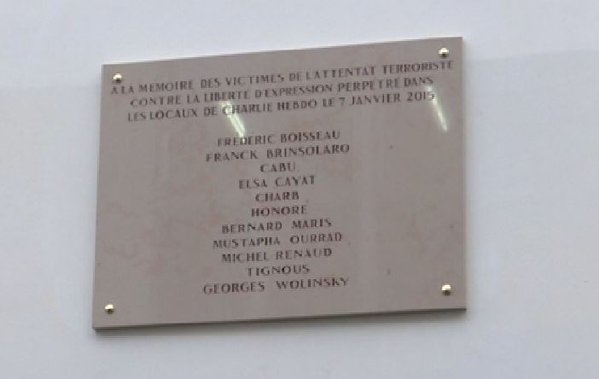 A LA MEMOIRE DES VICTIMES DE L'ATTENTAT TERRORISTE
CONTRE LA LIBERTÉ D'EXPRESSION PERPETRÉ DANS
LES LOCAUX DE CHARLIE HEBDO LE 7 JANVIER 2015
FREDERIC BOISSEAU
FRANCK BRINSOLARO
CABU
ELSA CAYAT
CHARB
HONORE
BERNARD MARIS
MUSTAPHA OURRAD
MICHEL RENAUD
TIGNOUS
GEORGES WOLINSKY